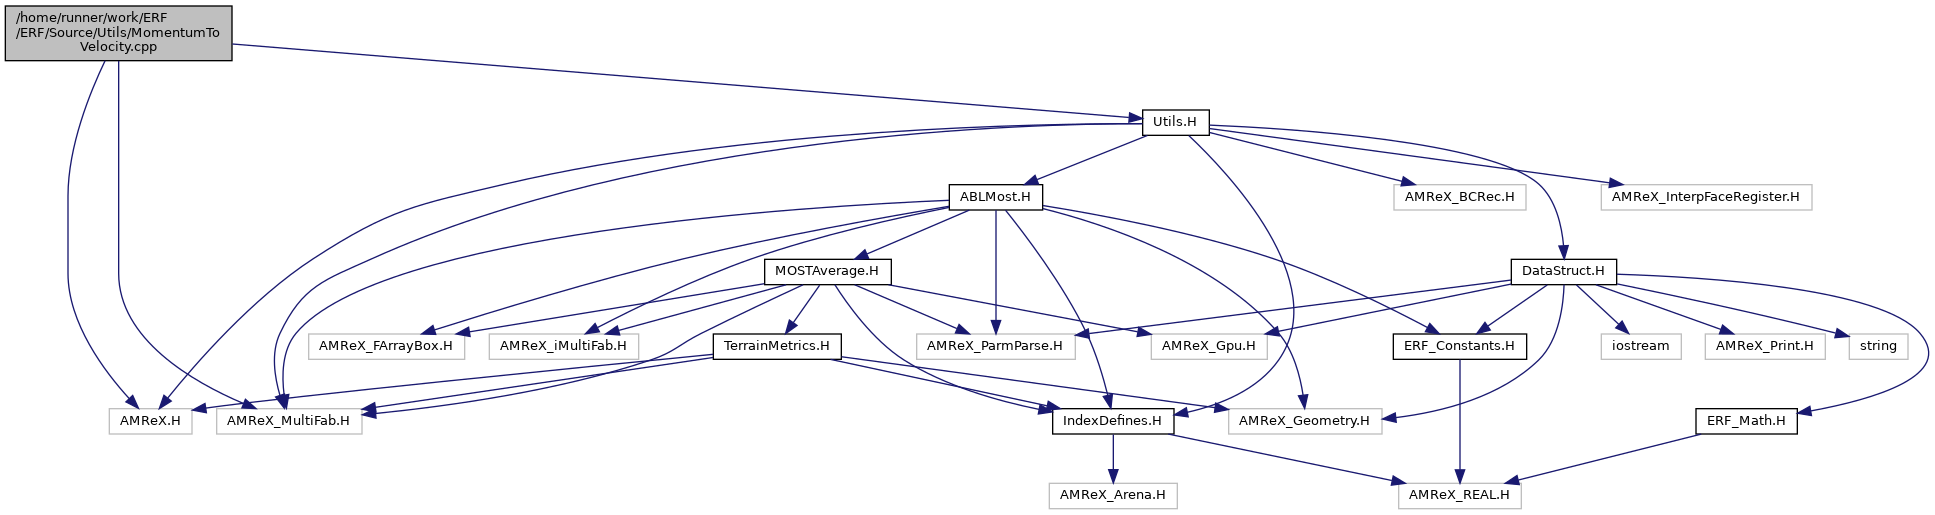 /home/runner/work/ERF
/ERF/Source/Utils/MomentumTo
Velocity.cpp
Utils.H
ABLMost.H
AMReX_BCRec.H
AMReX_InterpFaceRegister.H
MOSTAverage.H
DataStruct.H
AMReX_FArrayBox.H
AMReX_iMultiFab.H
TerrainMetrics.H
AMReX_ParmParse.H
AMReX_Gpu.H
ERF_Constants.H
iostream
AMReX_Print.H
string
AMReX.H
AMReX_MultiFab.H
IndexDefines.H
AMReX_Geometry.H
ERF_Math.H
AMReX_Arena.H
AMReX_REAL.H